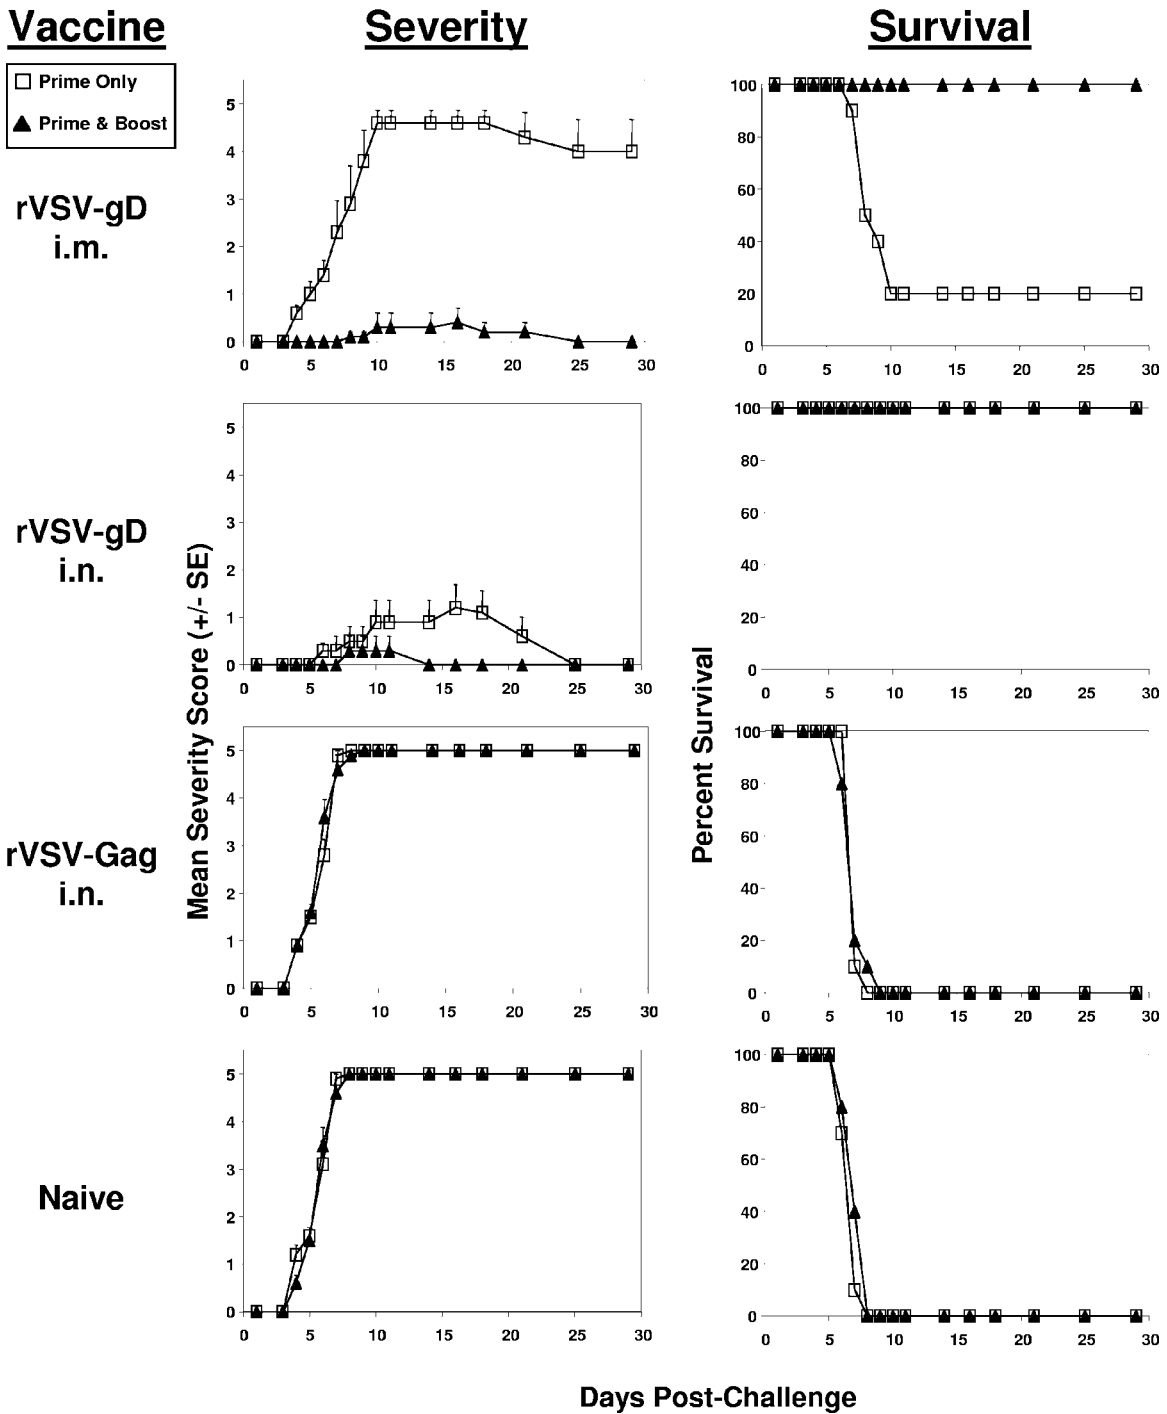 Vaccine Severity Survival
Prime Only
Prime & Boost
rVSV-gD
i.m.
5
4
3
2
1
0
0 5 10 15 20 25 30
100
80
60
40
20
0
0 5 10 15 20 25 30
rVSV-gD
i.n.
5
4
3
2
1
0
0 5 10 15 20 25 30
100
80
60
40
20
0
0 5 10 15 20 25 30
Mean Severity Score (+/- SE)
Percent Survival
rVSV-Gag
i.n.
5
4
3
2
1
0
0 5 10 15 20 25 30
100
80
60
40
20
0
0 5 10 15 20 25 30
Naive
5
4
3
2
1
0
0 5 10 15 20 25 30
100
80
60
40
20
0
0 5 10 15 20 25 30
Days Post-Challenge